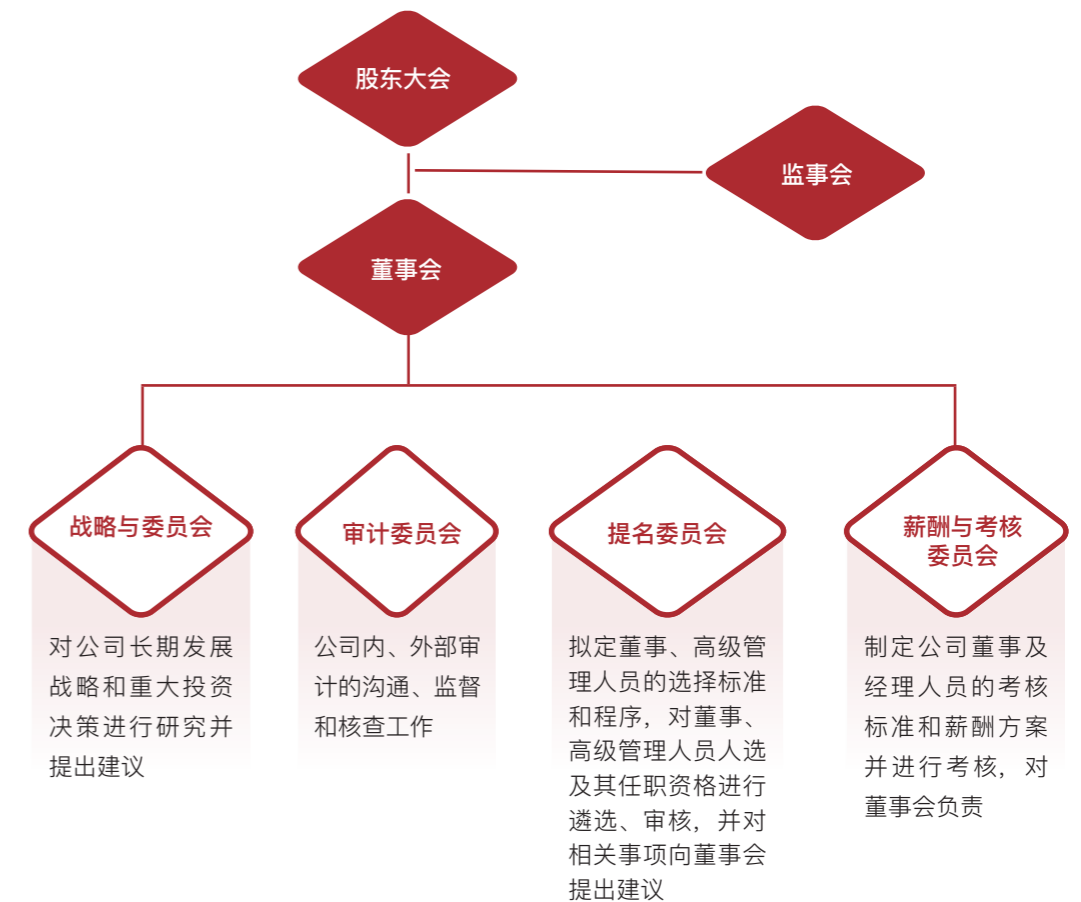 股东大会
监事会
董事会
战略与委员会
审计委员会
提名委员会
薪酬与考核
委员会
对公司长期发展
战略和重大投资
决策进行研究并
提出建议
公司内、外部审
计的沟通、监督
和核查工作
拟定董事、高级管
理人员的选择标准
和程序，对董事、
高级管理人员人选
及其任职资格进行
遴选、审核，并对
相关事项向董事会
提出建议
制定公司董事及
经理人员的考核
标准和薪酬方案
并进行考核，对
董事会负责